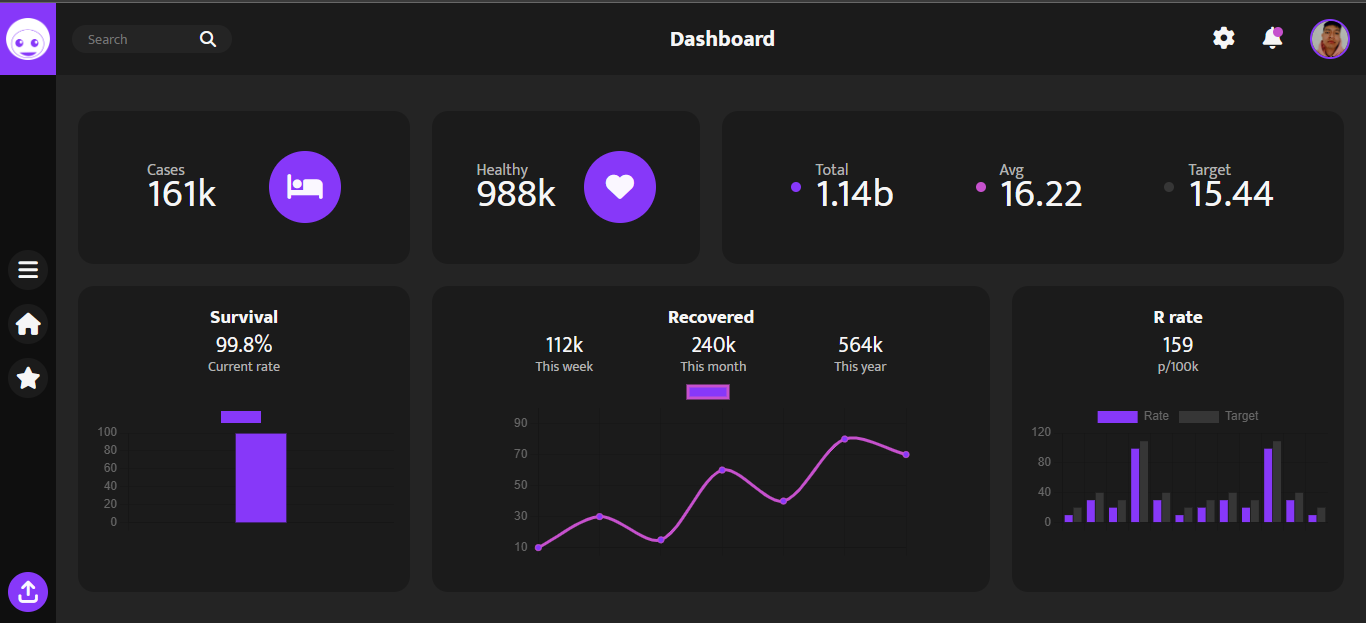 Search
Dashboard
Cases
161k
Healthy
988k
Total
1.14b
Avg
16.22
Target
15.44
Survival
99.8%
Current rate
100
80
60
40
20
0
Recovered
112k
This week
240k
This month
564k
This year
90
70
50
30
10
R rate
159
p/100k
Rate
Target
120
80
40
0